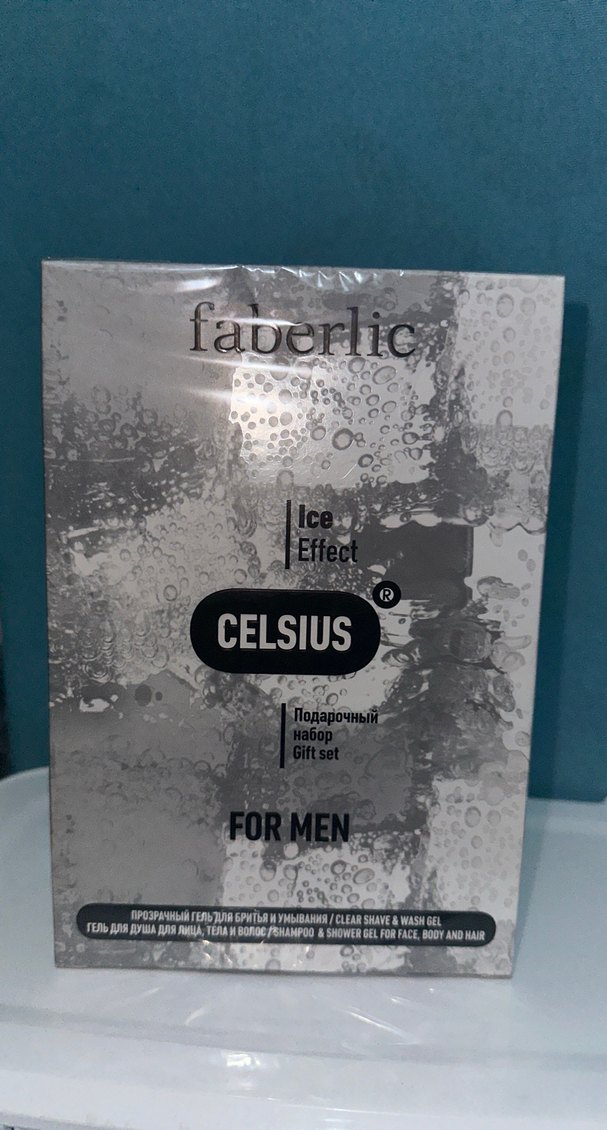 faberlic
Ice
Effect
CELSIUS ®
Подарочный
набор
Gift set
FOR MEN
ПРОЗРАЧНЫЙ ГЕЛЬ ДЛЯ БРИТЬЯ И УМЫВАНИЯ / CLEAR SHAVE & WASH GEL
ГЕЛЬ ДЛЯ ДУША ДЛЯ ЛИЦА, ТЕЛА И ВОЛОС / SHAMPOO & SHOWER GEL FOR FACE, BODY AND HAIR